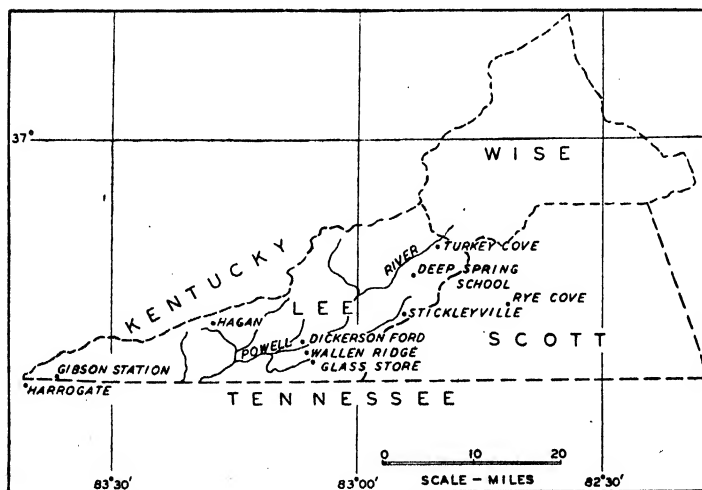 37°
WISE
KENTUCKY
RIVER
TURKEY COVE
DEEP SPRING
SCHOOL
LEE
RYE COVE
HAGAN
STICKLEYVILLE
POWELL
DICKERSON FORD
SCOTT
WALLEN RIDGE
GIBSON STATION
GLASS STORE
HARROGATE
TENNESSEE
0 10 20
SCALE – MILES
83°30' 83°00' 82°30'